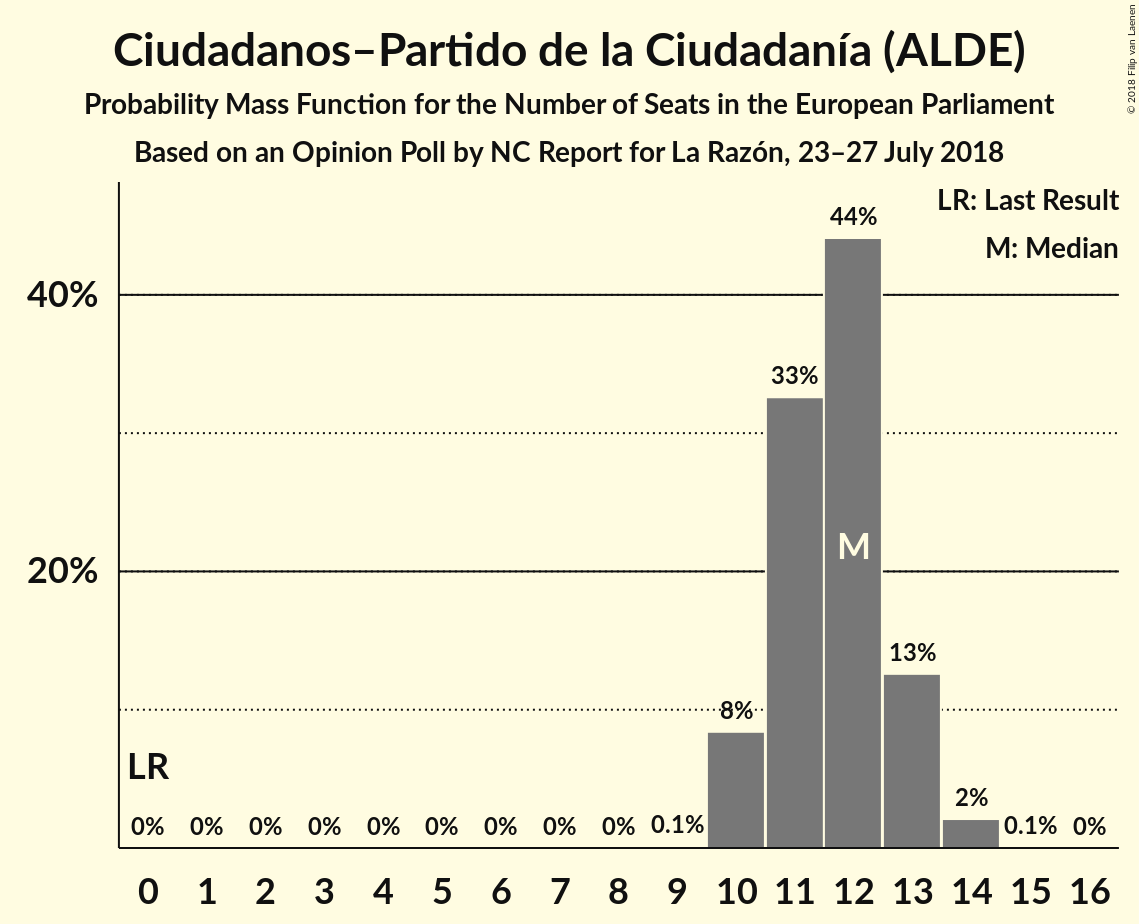 Ciudadanos–Partido de la Ciudadanía (ALDE)
Probability Mass Function for the Number of Seats in the European Parliament
Based on an Opinion Poll by NC Report for La Razón, 23–27 July 2018
© 2018 Filip van Laenen
LR: Last Result
M: Median
44%
40%
33%
M
20%
13%
8%
LR
2%
0% 0% 0% 0% 0% 0% 0% 0% 0% 0.1% 0.1% 0%
0 1 2 3 4 5 6 7 8 9 10 11 12 13 14 15 16